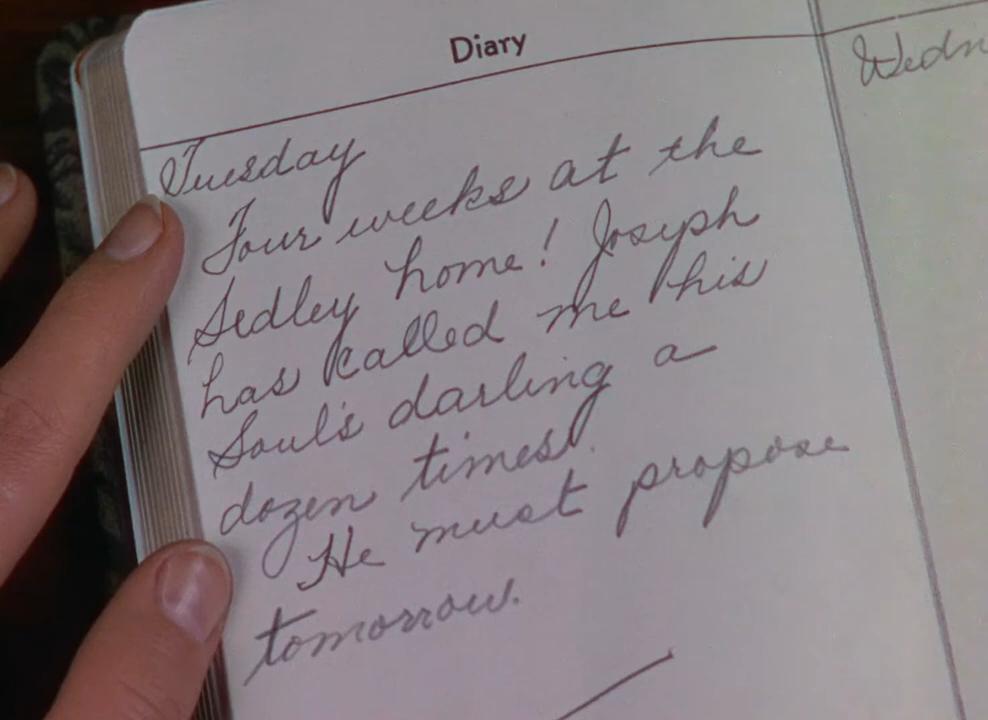 Diary
Tuesday
Four weeks at the
Sedley home! Joseph
has called me his
Soul's darling a
dozen times.
He must propose
tomorrow.
Wedn